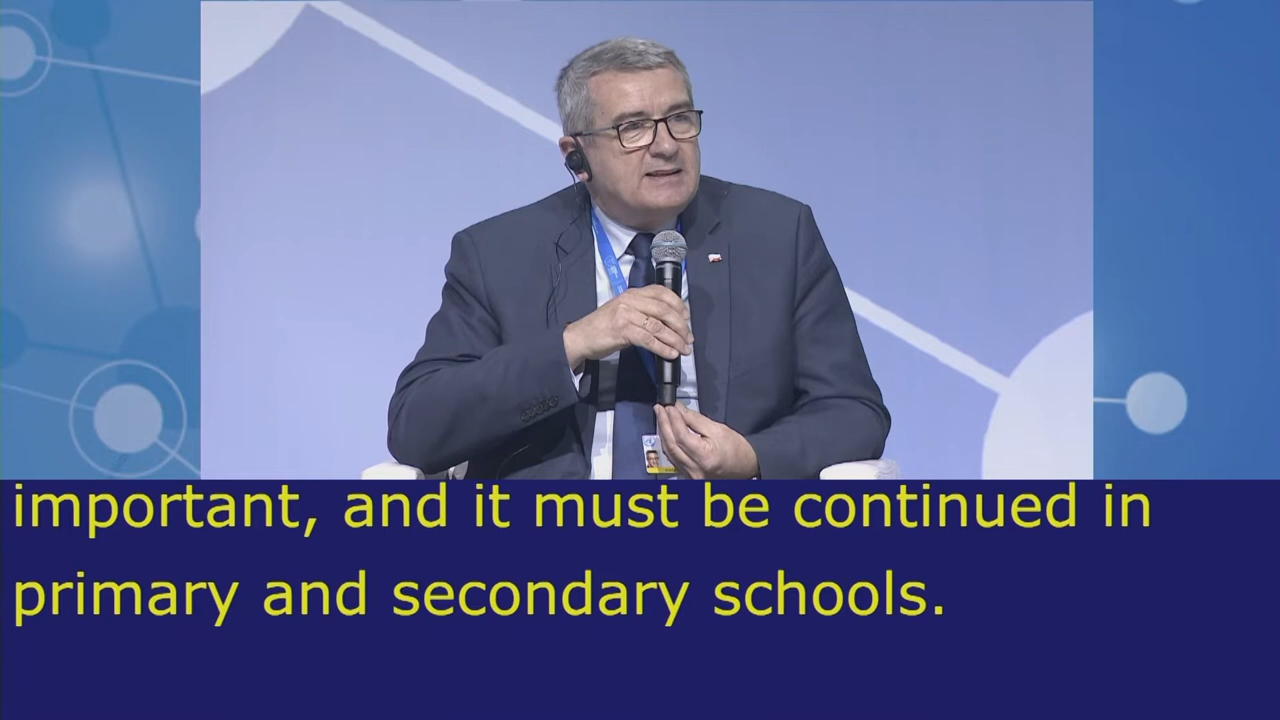 important, and it must be continued in
primary and secondary schools.